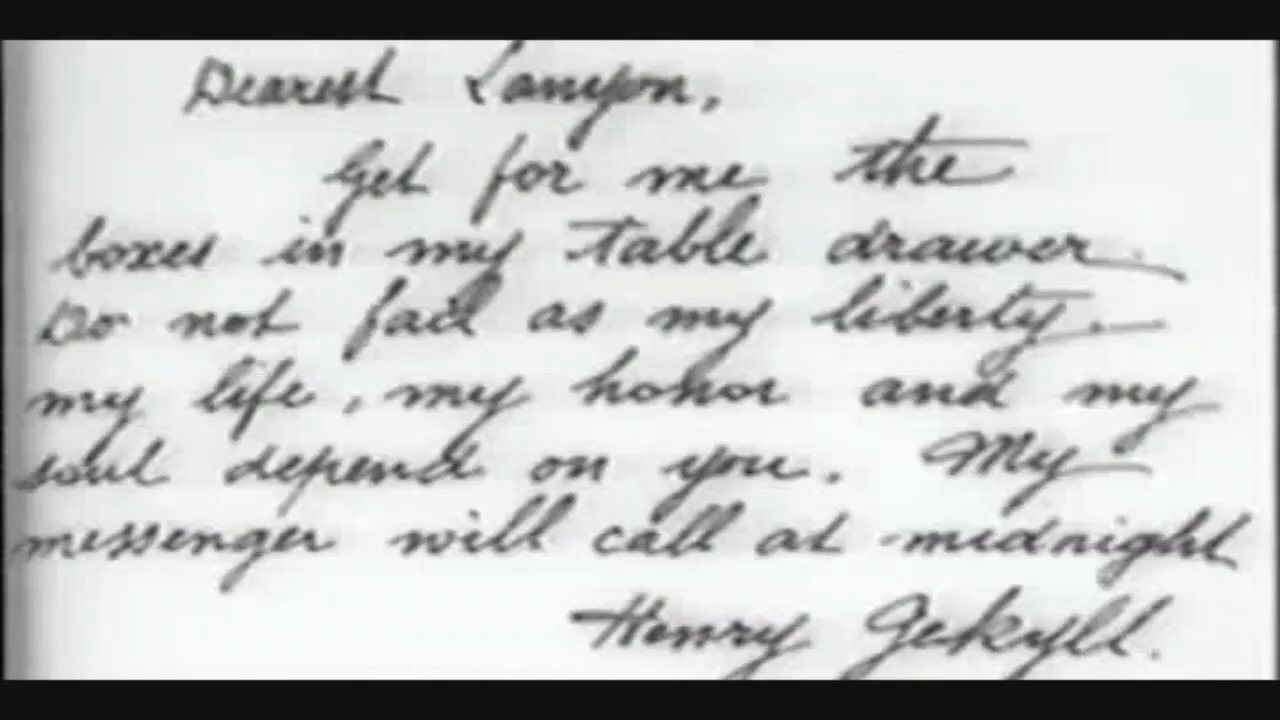 Dearest Lanyon,
Get for me the
boxes in my table drawer.
Do not fail as my liberty.
my life, my honor and my
soul depend on you. My
messenger will call at midnight
Henry Jekyll.